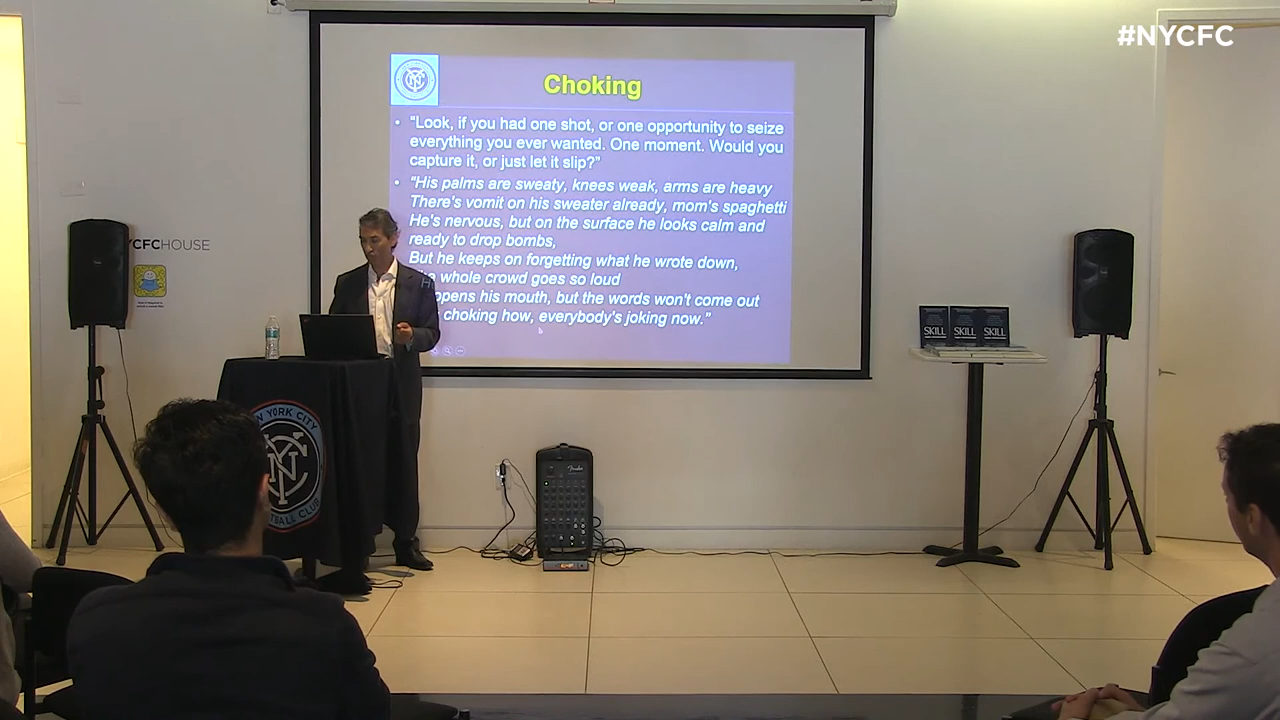 #NYCFC
Choking
• “Look, if you had one shot, or one opportunity to seize
everything you ever wanted. One moment. Would you
capture it, or just let it slip?”
• “His palms are sweaty, knees weak, arms are heavy
There's vomit on his sweater already, mom's spaghetti
He's nervous, but on the surface he looks calm and
ready to drop bombs,
But he keeps on forgetting what he wrote down,
whole crowd goes so loud
opens his mouth, but the words won't come out
choking how, everybody's joking now.”
YCFCHOUSE
SKILL SKILL SKILL
YORK CITY
NYC
TBALL CLUB
Fender